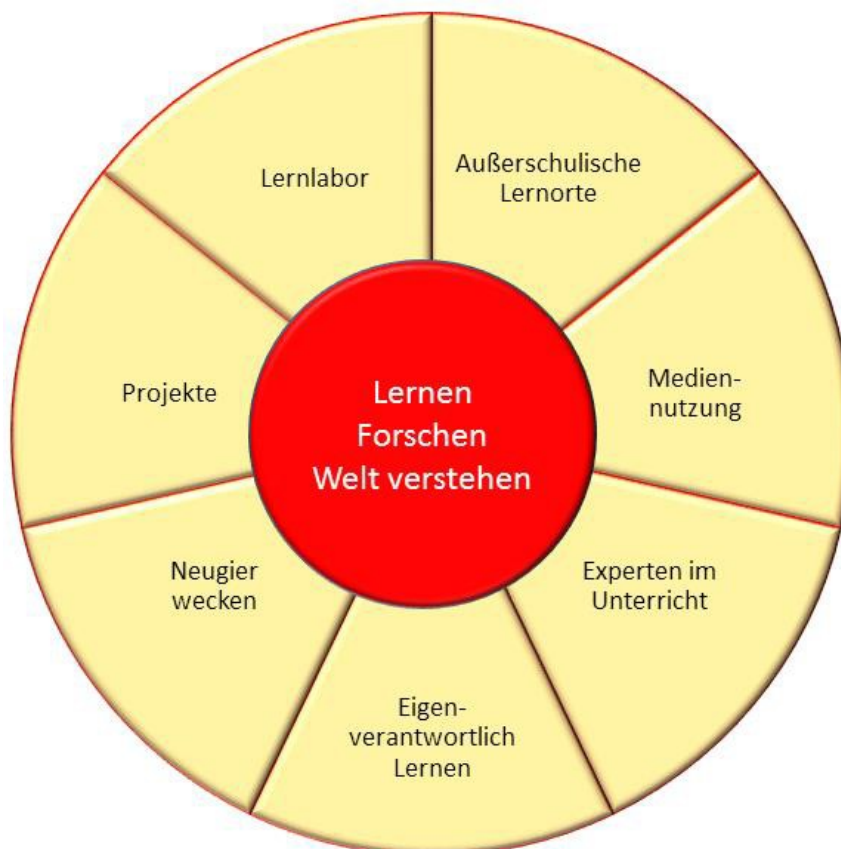 Lernlabor
Außerschulische
Lernorte
Medien-
nutzung
Experten im
Unterricht
Eigen-
verantwortlich
Lernen
Neugier
wecken
Projekte
Lernen
Forschen
Welt verstehen